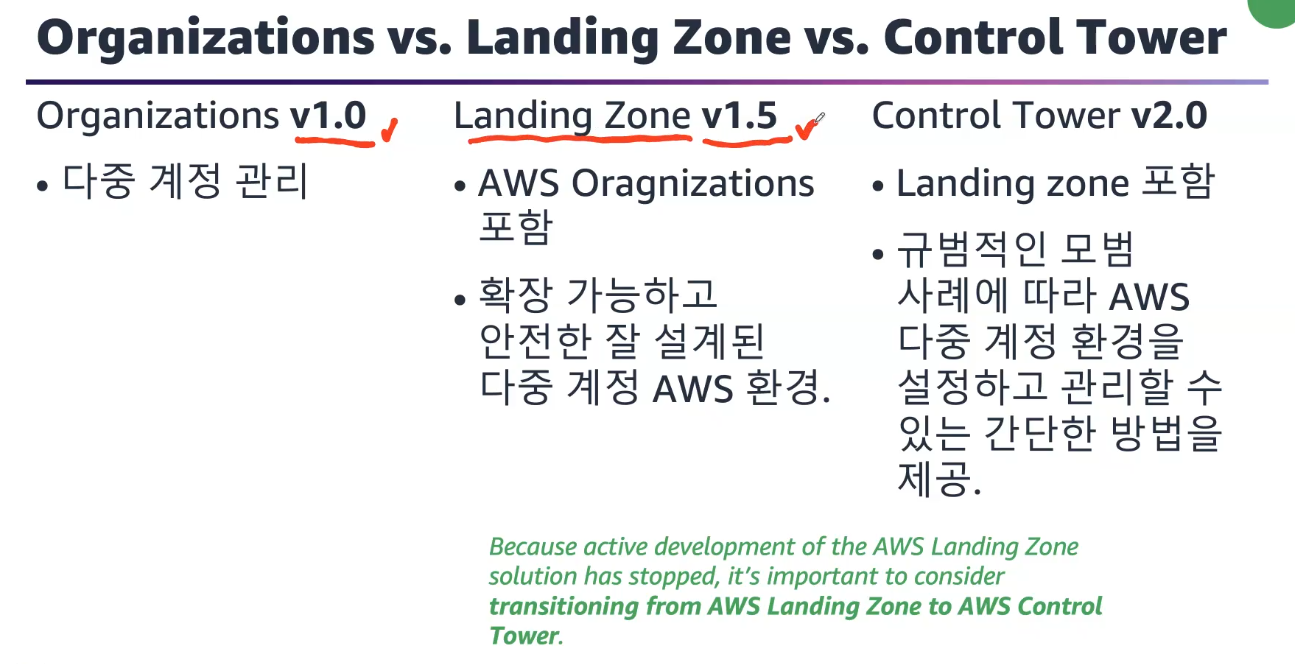 Organizations vs. Landing Zone vs. Control Tower
Organizations v1.0
• 다중 계정 관리
Landing Zone v1.5
• AWS Oragnizations
포함
• 확장 가능하고
안전한 잘 설계된
다중 계정 AWS 환경.
Control Tower v2.0
• Landing zone 포함
• 규범적인 모범
사례에 따라 AWS
다중 계정 환경을
설정하고 관리할 수
있는 간단한 방법을
제공.
Because active development of the AWS Landing Zone
solution has stopped, it's important to consider
transitioning from AWS Landing Zone to AWS Control
Tower.